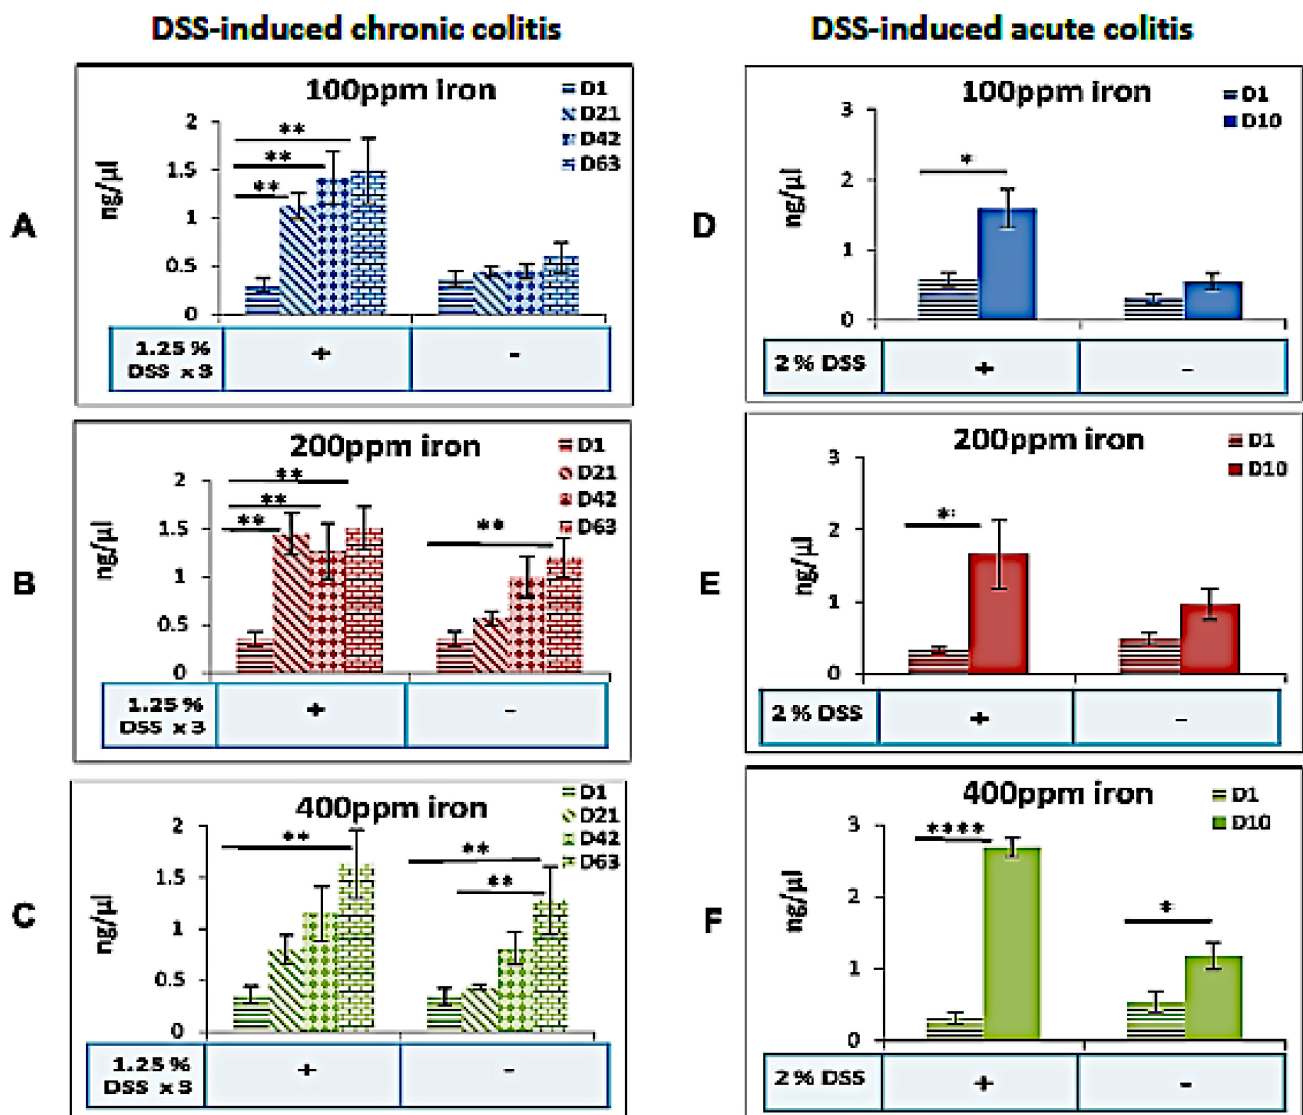 DSS-induced chronic colitis
DSS-induced acute colitis
A
100ppm iron
D1
D21
D42
D63
ng/µl
2
1.5
1
0.5
0
**
**
**
1.25 %
DSS x 3
+
-
D
100ppm iron
D1
D10
ng/µl
3
2
1
0
*
2 % DSS
+
-
B
200ppm iron
D1
D21
D42
D63
ng/µl
2
1.5
1
0.5
0
**
**
**
**
1.25 %
DSS x 3
+
-
E
200ppm iron
D1
D10
ng/µl
3
2
1
0
*:
2 % DSS
+
-
C
400ppm iron
D1
D21
D42
D63
ng/µl
2
1.5
1
0.5
0
**
**
**
1.25 %
DSS x 3
+
-
F
400ppm iron
D1
D10
ng/µl
3
2
1
0
****
*
2 % DSS
+
-